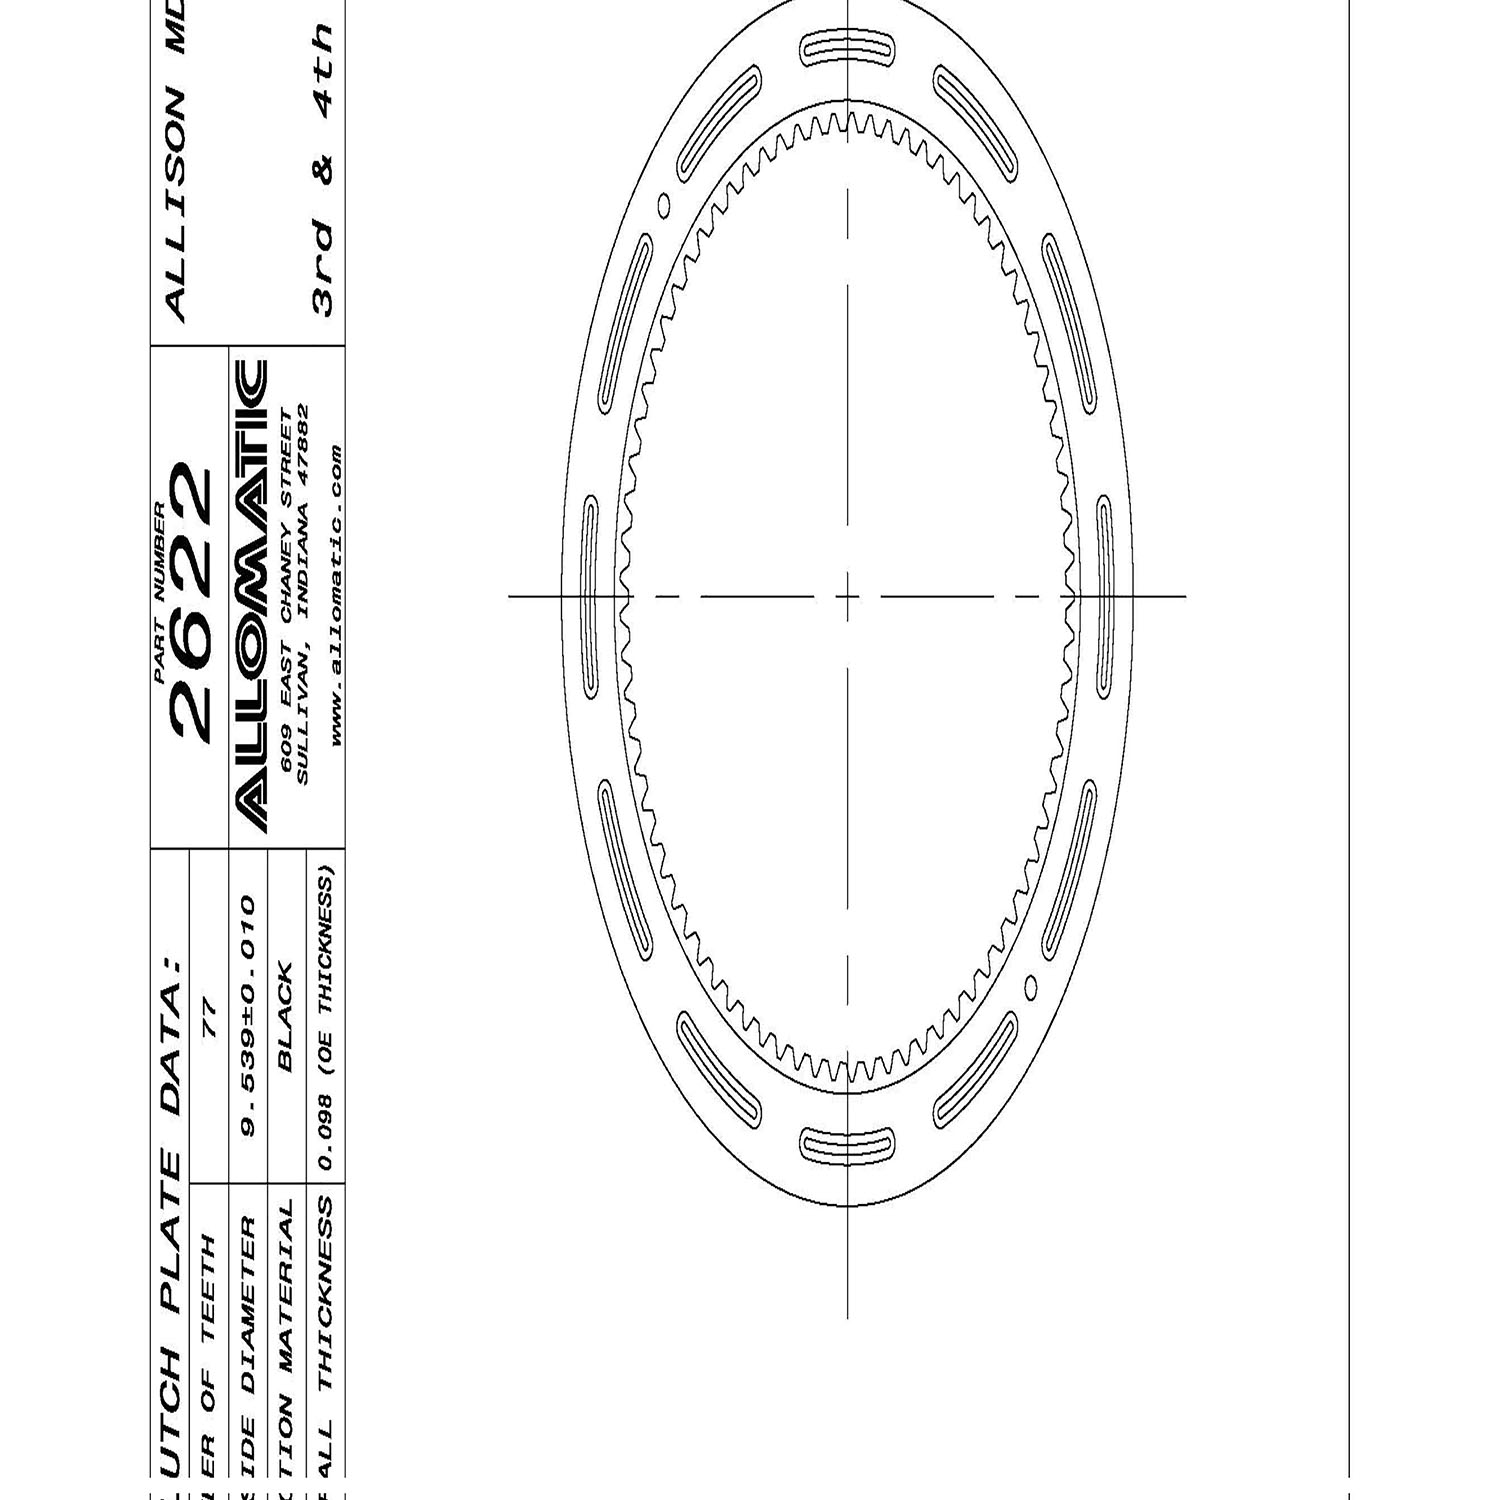 ALLISON MD
3rd & 4th
PART NUMBER
2622
ALLOMATIC
609 EAST CHANEY STREET
SULLIVAN, INDIANA 47882
www.allomatic.com
UTCH PLATE DATA:
ER OF TEETH 77
IDE DIAMETER 9.539±0.010
TION MATERIAL BLACK
ALL THICKNESS 0.098 (OE THICKNESS)